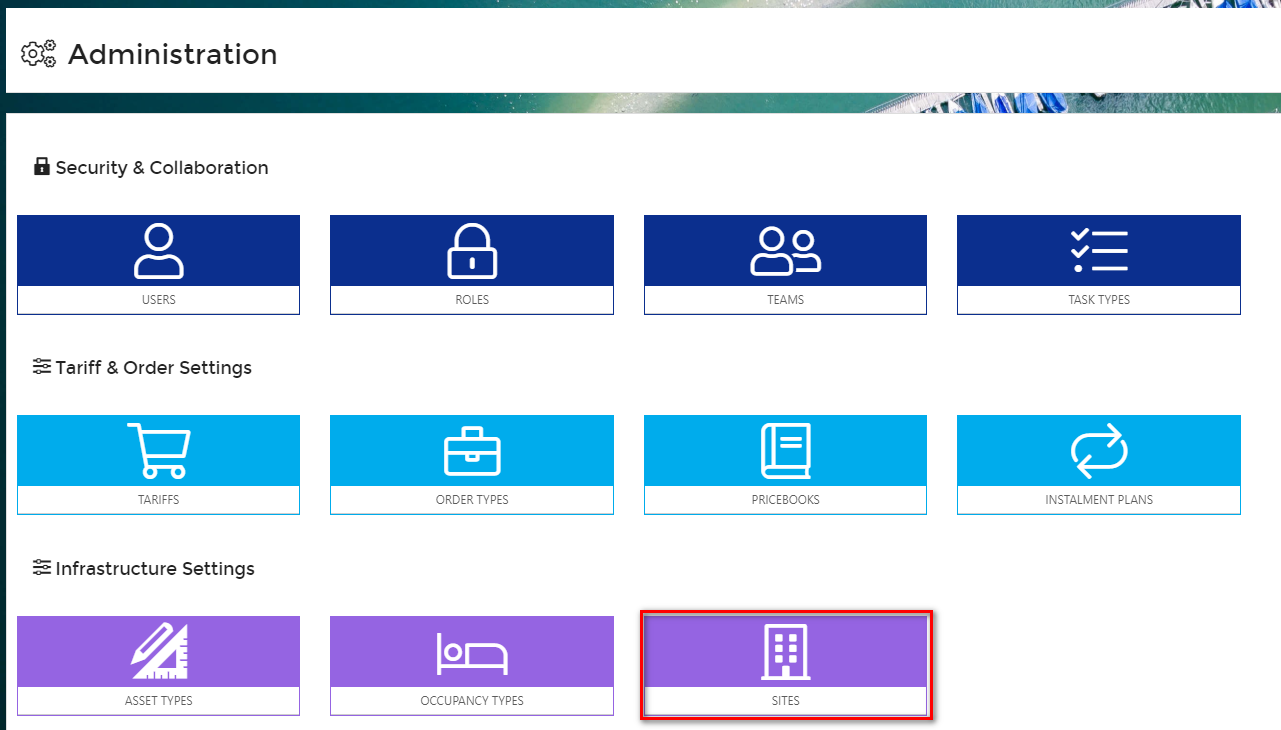 Administration
Security & Collaboration
USERS
ROLES
TEAMS
TASK TYPES
Tariff & Order Settings
TARIFFS
ORDER TYPES
PRICEBOOKS
INSTALMENT PLANS
Infrastructure Settings
ASSET TYPES
OCCUPANCY TYPES
SITES